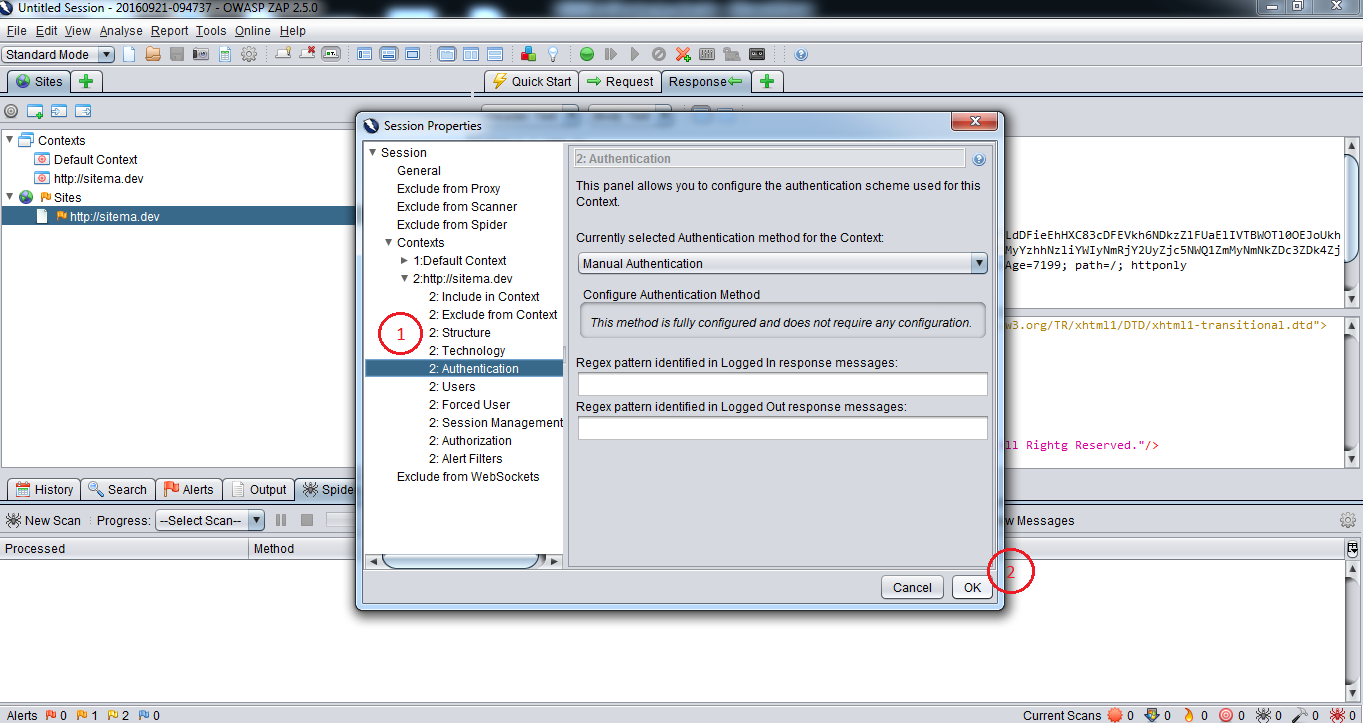 Untitled Session - 20160921-094737 - OWASP ZAP 2.5.0
File Edit View Analyse Report Tools Online Help
Standard Mode
Sites
Quick Start
Request
Response
Contexts
Default Context
http://sitema.dev
Sites
http://sitema.dev
Session Properties
Session
General
Exclude from Proxy
Exclude from Scanner
Exclude from Spider
Contexts
1:Default Context
2:http://sitema.dev
2: Include in Context
2: Exclude from Context
1
2: Structure
2: Technology
2: Authentication
2: Users
2: Forced User
2: Session Management
2: Authorization
2: Alert Filters
Exclude from WebSockets
2: Authentication
This panel allows you to configure the authentication scheme used for this
Context.
Currently selected Authentication method for the Context:
Manual Authentication
Configure Authentication Method
This method is fully configured and does not require any configuration.
Regex pattern identified in Logged In response messages:
Regex pattern identified in Logged Out response messages:
Cancel
OK
2
Age=7199; path=/; httponly
w3.org/TR/xhtml1/DTD/xhtml1-transitional.dtd">
ll Rightg Reserved."/>
History
Search
Alerts
Output
Spide
New Scan
Progress:
--Select Scan--
w Messages
Processed
Method
Alerts 0 1 2 0
Current Scans 0 0 0 0 0 0 0